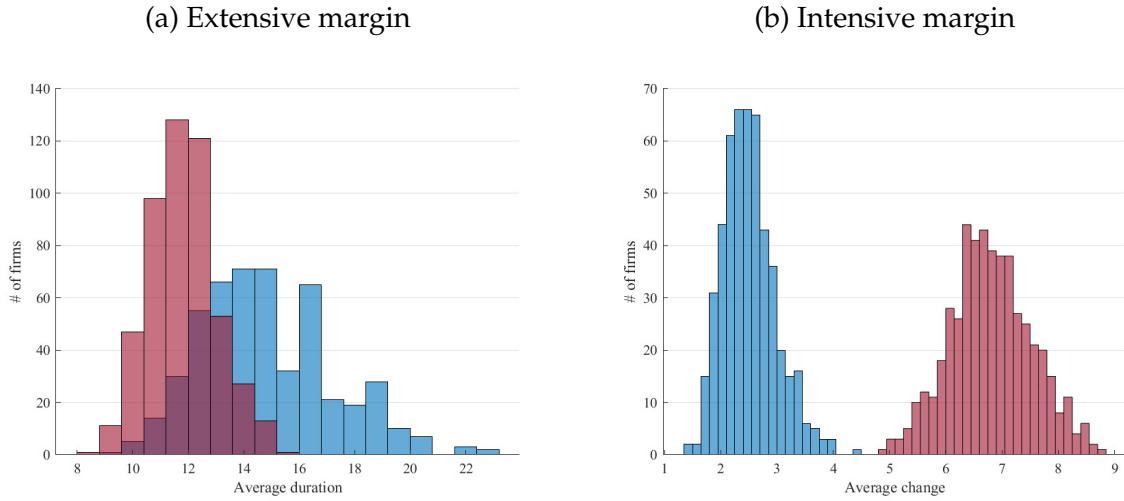 (a) Extensive margin
140
120
100
80
60
40
20
0
# of firms
8 10 12 14 16 18 20 22
Average duration
(b) Intensive margin
70
60
50
40
30
20
10
0
# of firms
1 2 3 4 5 6 7 8 9
Average change